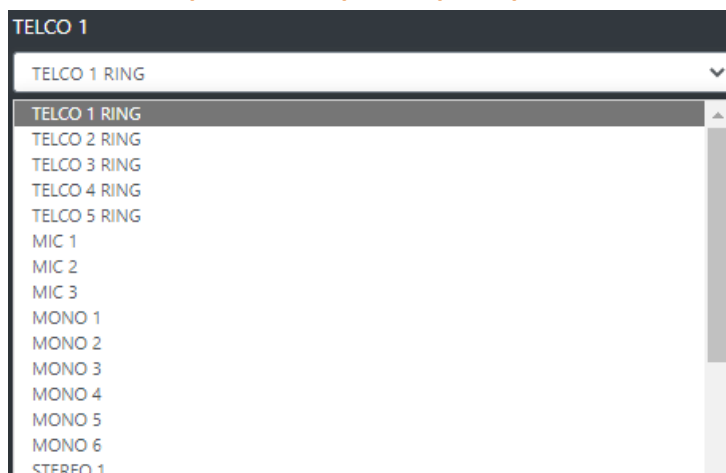 TELCO 1
TELCO 1 RING
TELCO 1 RING
TELCO 2 RING
TELCO 3 RING
TELCO 4 RING
TELCO 5 RING
MIC 1
MIC 2
MIC 3
MONO 1
MONO 2
MONO 3
MONO 4
MONO 5
MONO 6
STEREO 1